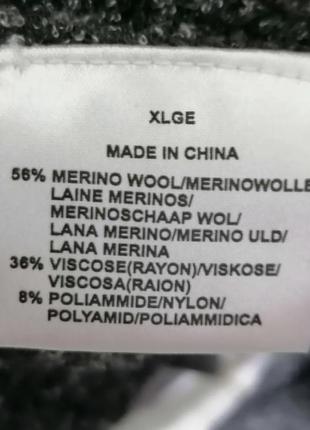 XLGE
MADE IN CHINA
56% MERINO WOOL/MERINOWOLLE
LAINE MERINOS/
MERINOSCHAAP WOL/
LANA MERINO/MERINO ULD/
LANA MERINA
36% VISCOSE(RAYON)/VISKOSE/
VISCOSA(RAION)
8% POLIAMMIDE/NYLON/
POLYAMID/POLIAMMIDICA